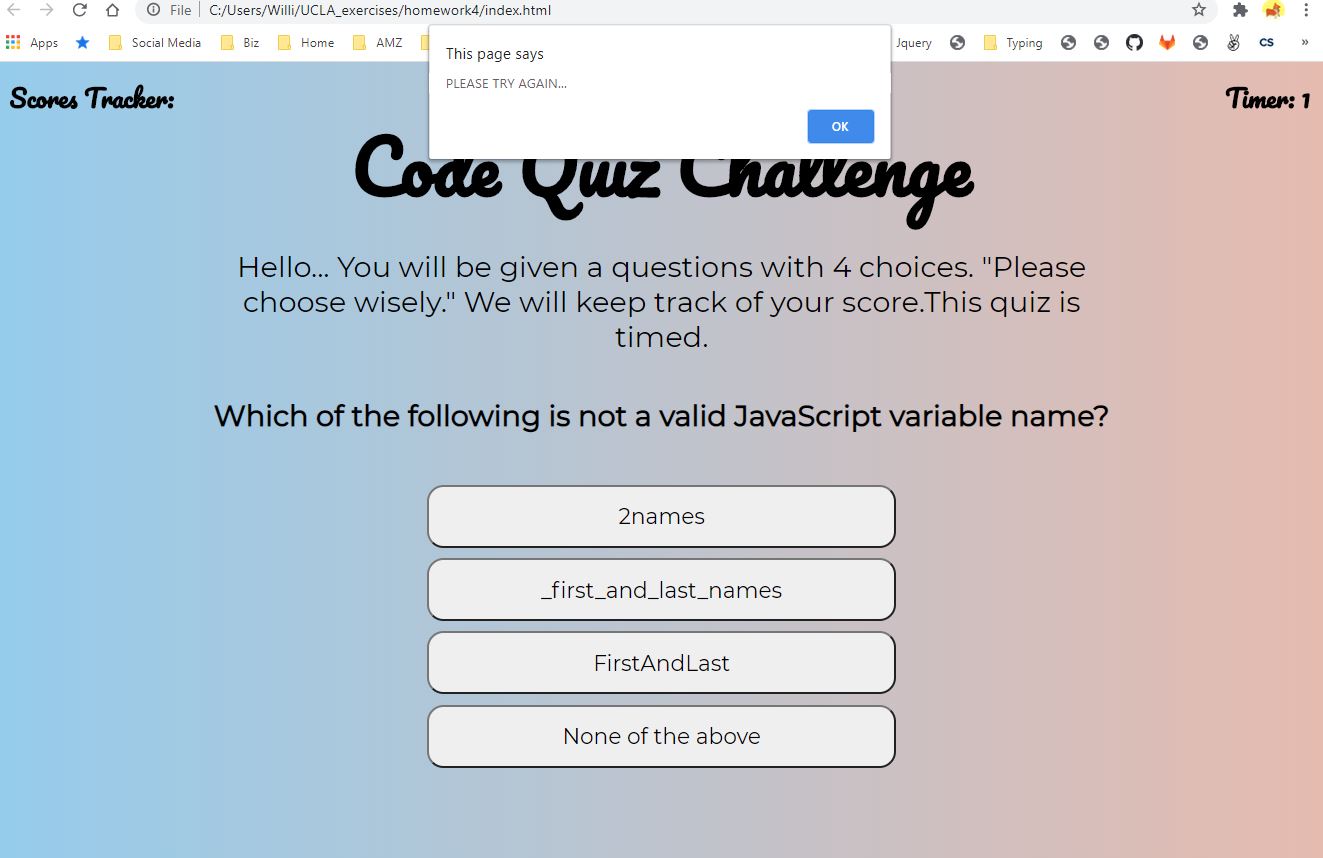 File C:/Users/Willi/UCLA_exercises/homework4/index.html
Apps Social Media Biz Home AMZ Jquery Typing CS »
This page says
PLEASE TRY AGAIN...
OK
Scores Tracker:
Timer: 1
Code Quiz Challenge
Hello... You will be given a questions with 4 choices. "Please
choose wisely." We will keep track of your score.This quiz is
timed.
Which of the following is not a valid JavaScript variable name?
2names
_first_and_last_names
FirstAndLast
None of the above